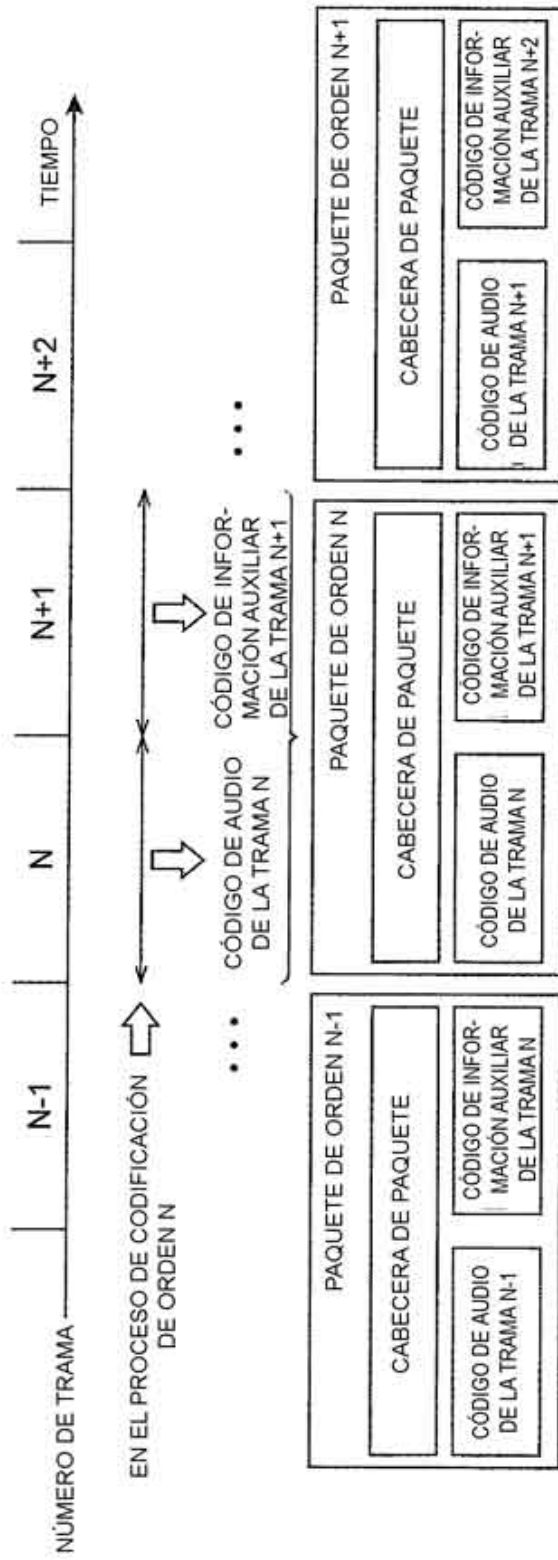 NÚMERO DE TRAMA
N-1
N
N+1
N+2
TIEMPO
EN EL PROCESO DE CODIFICACIÓN
DE ORDEN N
• • •
CÓDIGO DE AUDIO
DE LA TRAMA N
CÓDIGO DE INFOR-
MACIÓN AUXILIAR
DE LA TRAMA N+1
• • •
PAQUETE DE ORDEN N-1
CABECERA DE PAQUETE
CÓDIGO DE AUDIO
DE LA TRAMA N-1
CÓDIGO DE INFOR-
MACIÓN AUXILIAR
DE LA TRAMA N
PAQUETE DE ORDEN N
CABECERA DE PAQUETE
CÓDIGO DE AUDIO
DE LA TRAMA N
CÓDIGO DE INFOR-
MACIÓN AUXILIAR
DE LA TRAMA N+1
PAQUETE DE ORDEN N+1
CABECERA DE PAQUETE
CÓDIGO DE AUDIO
DE LA TRAMA N+1
CÓDIGO DE INFOR-
MACIÓN AUXILIAR
DE LA TRAMA N+2